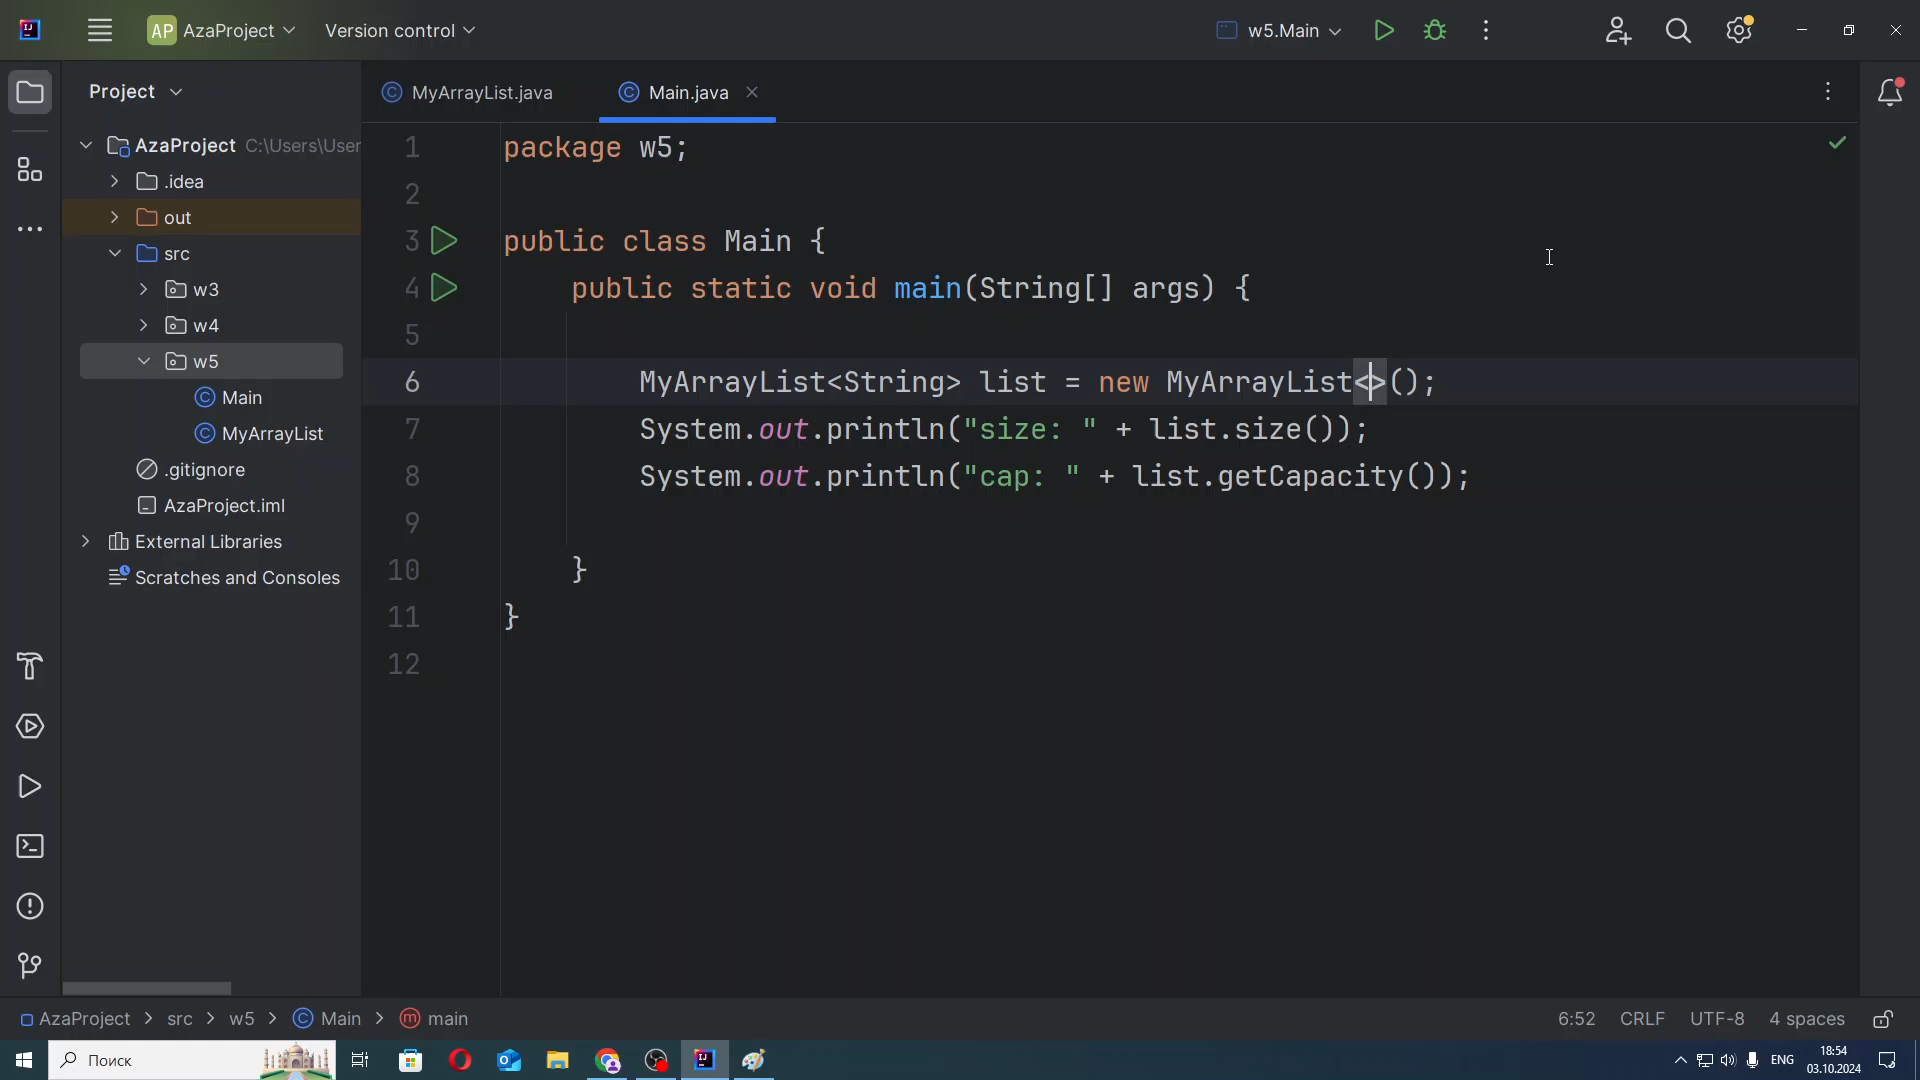 AP AzaProject Version control w5.Main
Project
MyArrayList.java Main.java
AzaProject C:\Users\User
.idea
out
src
w3
w4
w5
Main
MyArrayList
.gitignore
AzaProject.iml
External Libraries
Scratches and Consoles
1 package w5;
2
3 public class Main {
4 public static void main(String[] args) {
5
6 MyArrayList<String> list = new MyArrayList<>();
7 System.out.println("size: " + list.size());
8 System.out.println("cap: " + list.getCapacity());
9
10 }
11 }
12
AzaProject > src > w5 > Main > main 6:52 CRLF UTF-8 4 spaces
Поиск ENG 18:54
03.10.2024